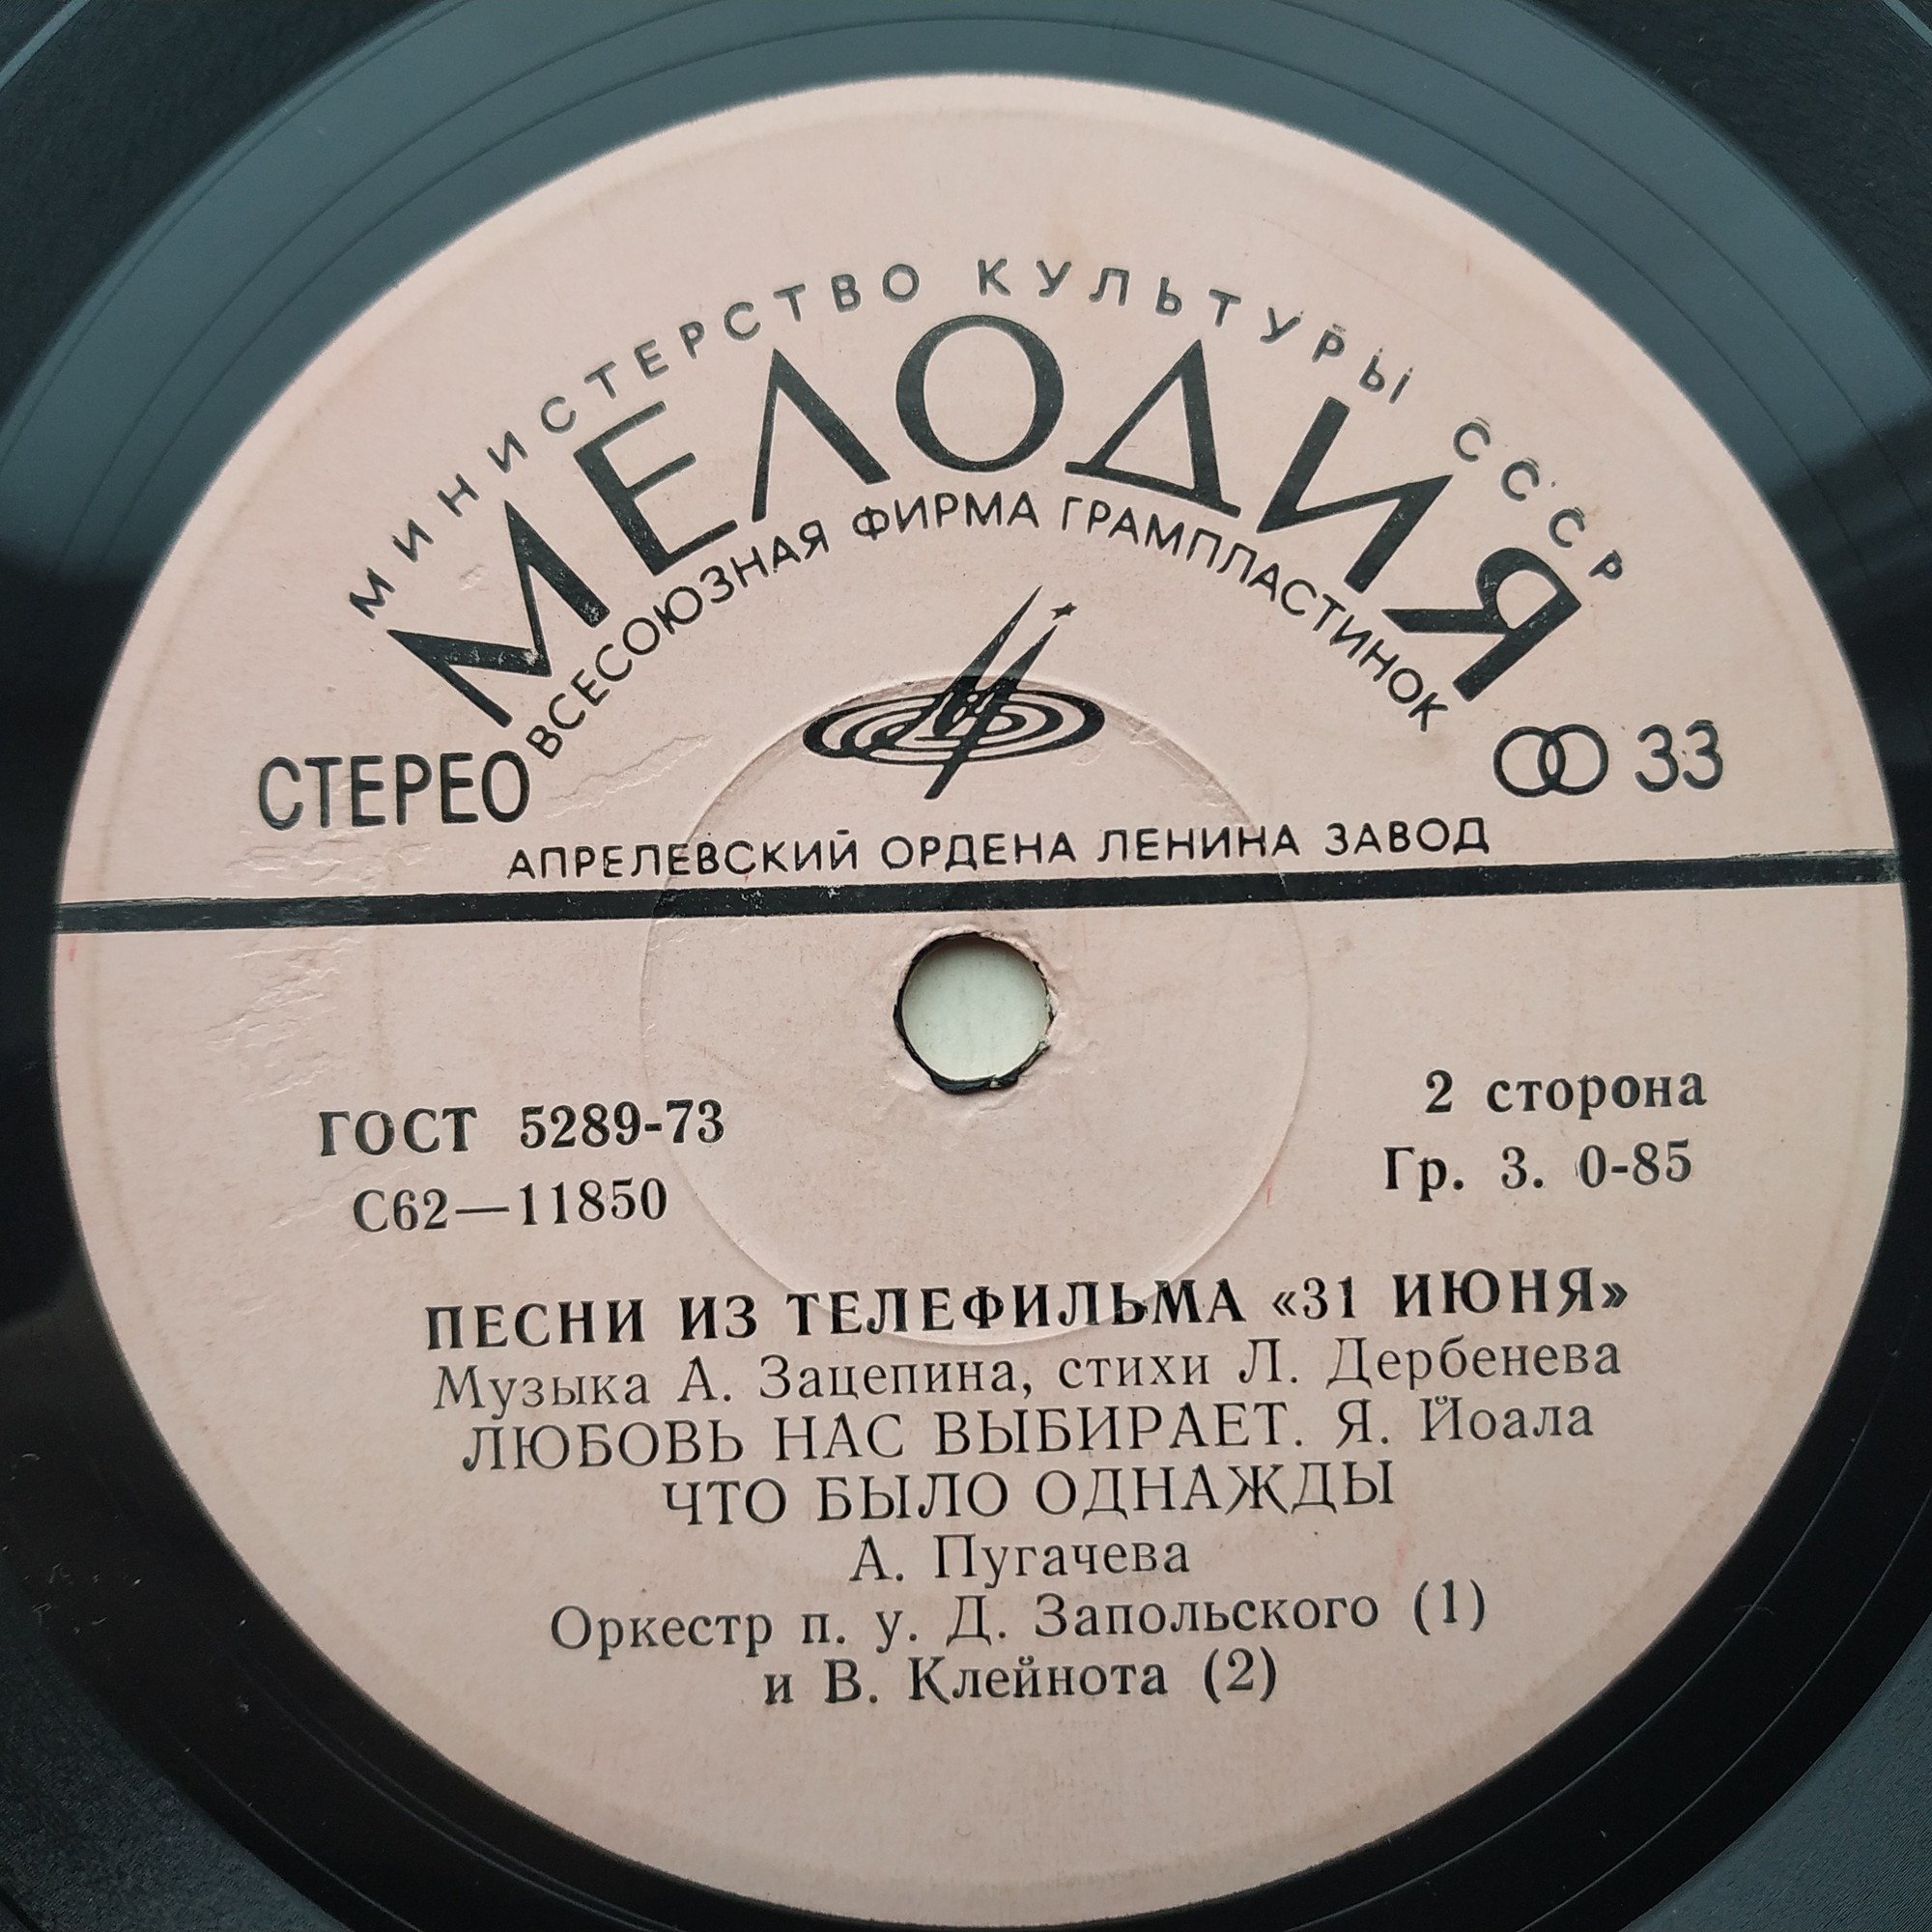 МИНИСТЕРСТВО КУЛЬТУРЫ СССР
МЕЛОДИЯ
ВСЕСОЮЗНАЯ ФИРМА ГРАМПЛАСТИНОК
СТЕРЕО
33
АПРЕЛЕВСКИЙ ОРДЕНА ЛЕНИНА ЗАВОД
ГОСТ 5289-73
2 сторона
С62—11850
Гр. 3. 0-85
ПЕСНИ ИЗ ТЕЛЕФИЛЬМА «31 ИЮНЯ»
Музыка А. Зацепина, стихи Л. Дербенева
ЛЮБОВЬ НАС ВЫБИРАЕТ. Я. Йоала
ЧТО БЫЛО ОДНАЖДЫ
А. Пугачева
Оркестр п. у. Д. Запольского (1)
и В. Клейнота (2)